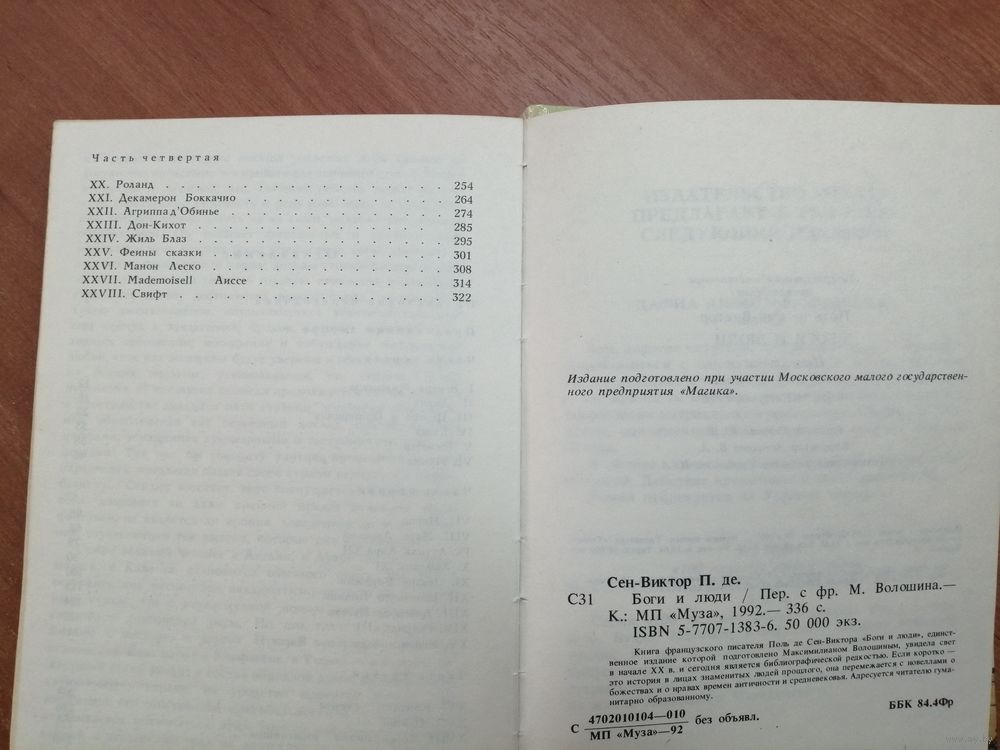 Часть четвертая
XX. Роланд . . . . . . . . . . . . . . . . . . . 254
XXI. Декамерон Боккачио . . . . . . . . . . . . . . 264
XXII. Агриппа д'Обинье . . . . . . . . . . . . . . . 274
XXIII. Дон-Кихот . . . . . . . . . . . . . . . . . 285
XXIV. Жиль Блаз . . . . . . . . . . . . . . . . . 295
XXV. Феины сказки . . . . . . . . . . . . . . . . 301
XXVI. Манон Леско . . . . . . . . . . . . . . . . 308
XXVII. Mademoisell Аиссе . . . . . . . . . . . . . 314
XXVIII. Свифт . . . . . . . . . . . . . . . . . . 322
Издание подготовлено при участии Московского малого государствен-
ного предприятия «Магика».
Сен-Виктор П. де.
С31 Боги и люди / Пер. с фр. М. Волошина.—
К.: МП «Муза», 1992.— 336 с.
ISBN 5-7707-1383-6. 50 000 экз.
Книга французского писателя Поль де Сен-Виктора «Боги и люди», единст-
венное издание которой подготовлено Максимилианом Волошиным, увидела свет
в начале XX в. и сегодня является библиографической редкостью. Если коротко —
это история в лицах знаменитых людей прошлого, она перемежается с новеллами о
божествах и о нравах времен античности и средневековья. Адресуется читателю гума-
нитарно образованному.
ББК 84.4Фр
С 4702010104—010 без объявл.
МП «Муза»—92